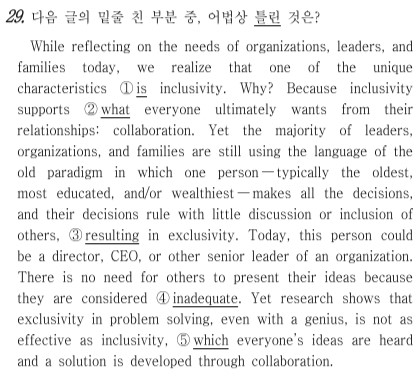 29. 다음 글의 밑줄 친 부분 중, 어법상 틀린 것은?
While reflecting on the needs of organizations, leaders, and
families today, we realize that one of the unique
characteristics ① is inclusivity. Why? Because inclusivity
supports ② what everyone ultimately wants from their
relationships: collaboration. Yet the majority of leaders,
organizations, and families are still using the language of the
old paradigm in which one person — typically the oldest,
most educated, and/or wealthiest — makes all the decisions,
and their decisions rule with little discussion or inclusion of
others, ③ resulting in exclusivity. Today, this person could
be a director, CEO, or other senior leader of an organization.
There is no need for others to present their ideas because
they are considered ④ inadequate. Yet research shows that
exclusivity in problem solving, even with a genius, is not as
effective as inclusivity, ⑤ which everyone's ideas are heard
and a solution is developed through collaboration.